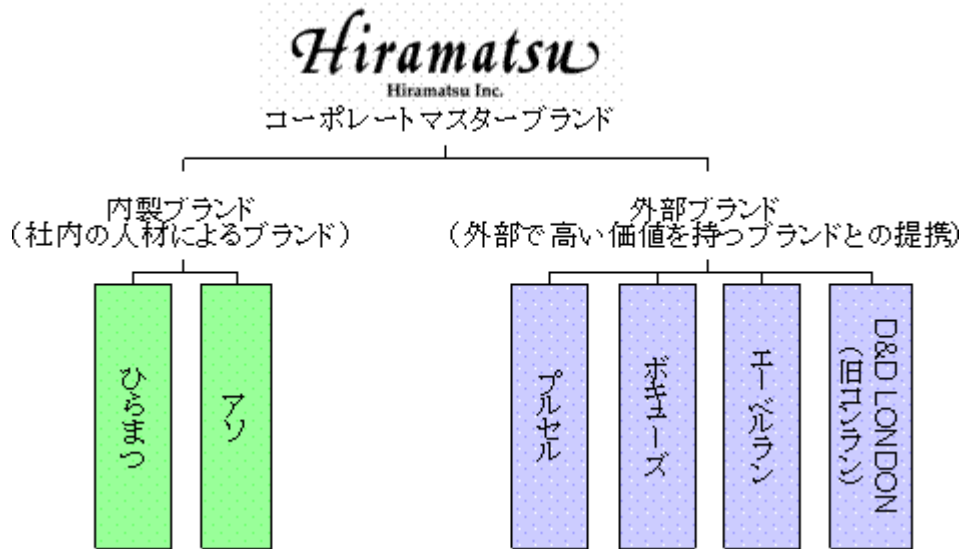 Hiramatsu
Hiramatsu Inc.
コーポレートマスターブランド
内製ブランド
（社内の人材によるブランド）
外部ブランド
（外部で高い価値を持つブランドとの提携）
ひらまつ
アソ
プルセル
ボキューズ
エーベルラン
D&D LONDON
（旧コンラン）